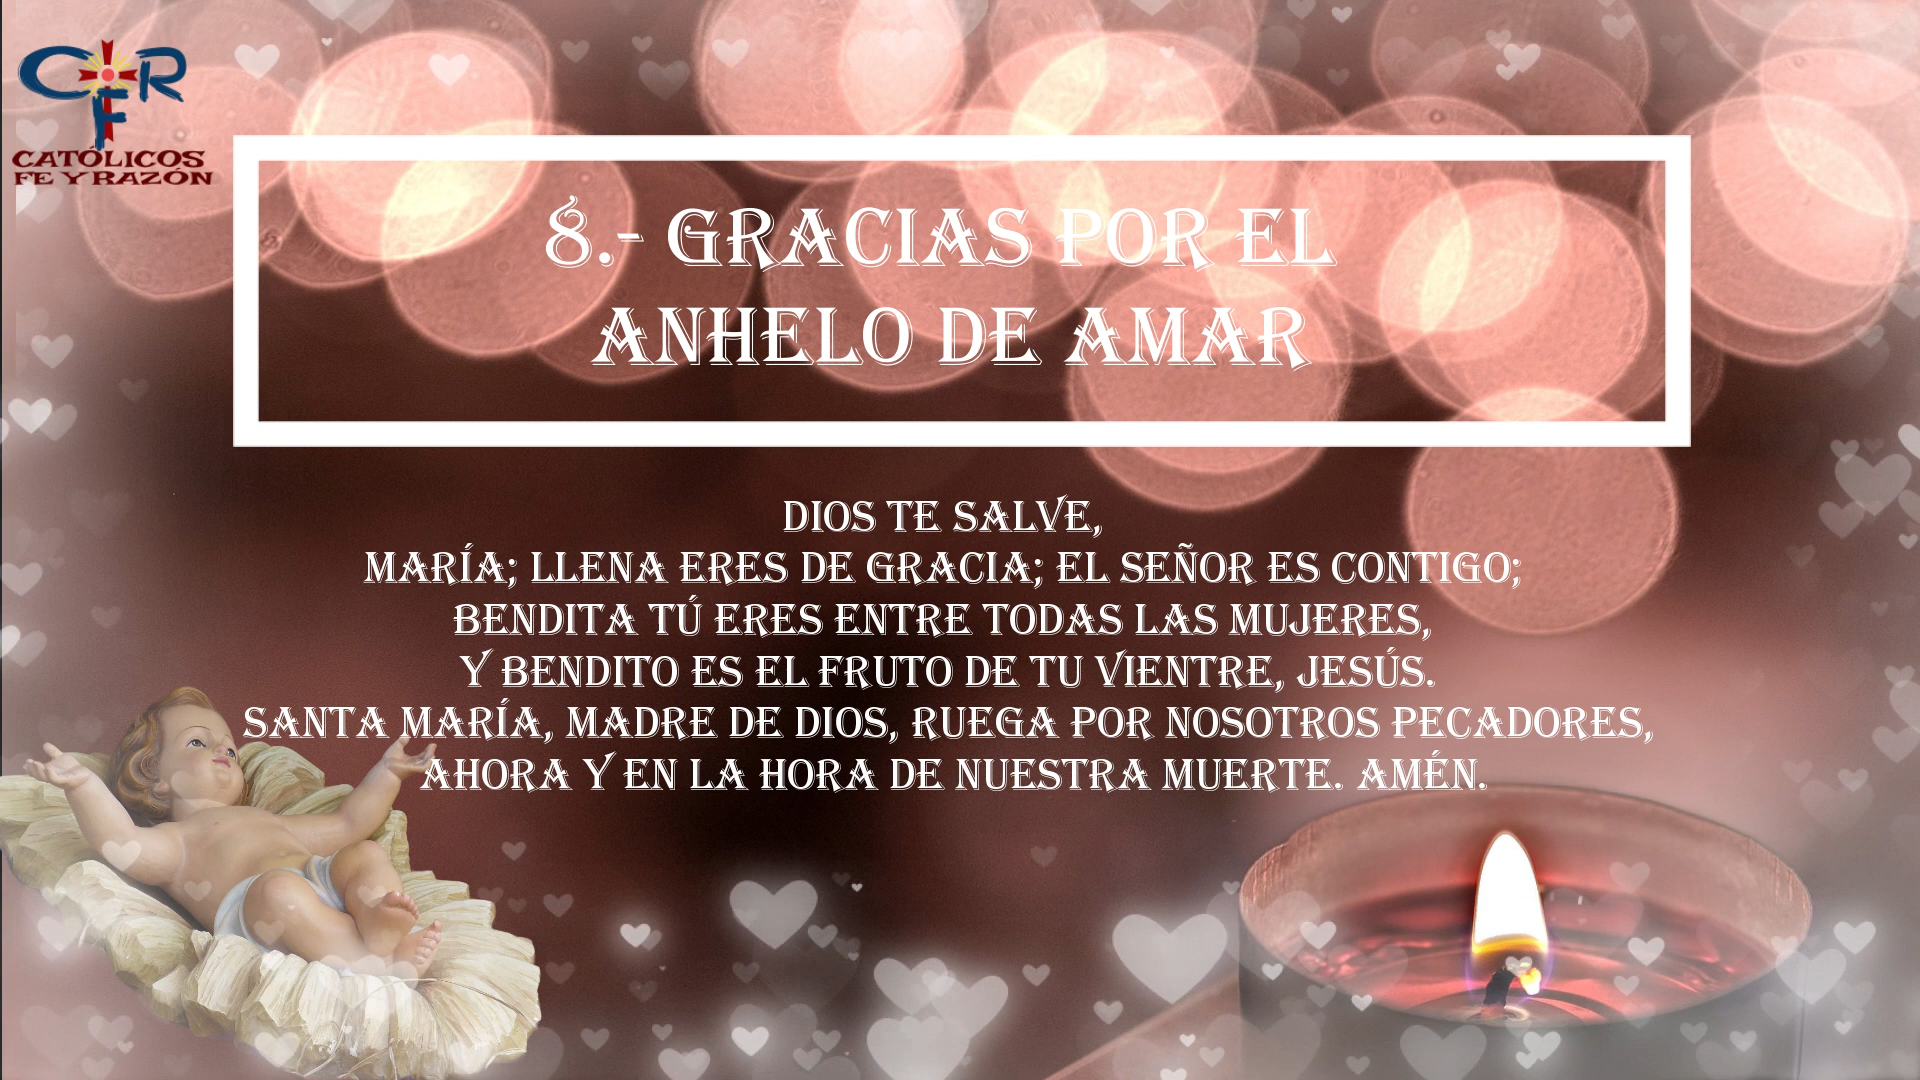 CFR
CATÓLICOS
FE Y RAZÓN
8.- GRACIAS POR EL
ANHELO DE AMAR
DIOS TE SALVE,
MARÍA; LLENA ERES DE GRACIA; EL SEÑOR ES CONTIGO;
BENDITA TÚ ERES ENTRE TODAS LAS MUJERES,
Y BENDITO ES EL FRUTO DE TU VIENTRE, JESÚS.
SANTA MARÍA, MADRE DE DIOS, RUEGA POR NOSOTROS PECADORES,
AHORA Y EN LA HORA DE NUESTRA MUERTE. AMÉN.